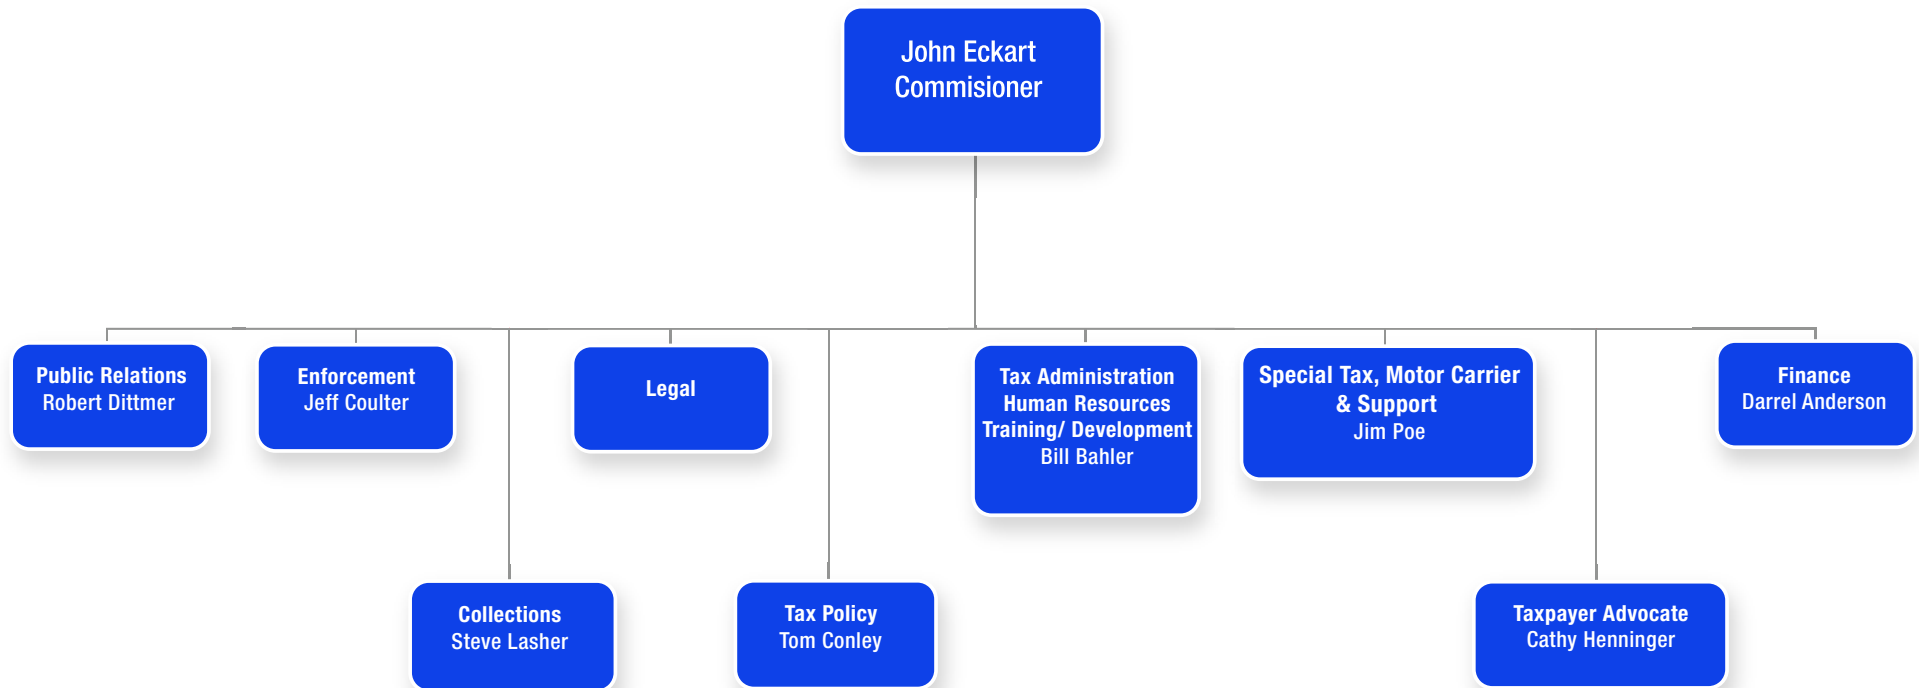 John Eckart
Commisioner
Public Relations
Robert Dittmer
Enforcement
Jeff Coulter
Legal
Tax Administration
Human Resources
Training/ Development
Bill Bahler
Special Tax, Motor Carrier
& Support
Jim Poe
Finance
Darrel Anderson
Collections
Steve Lasher
Tax Policy
Tom Conley
Taxpayer Advocate
Cathy Henninger